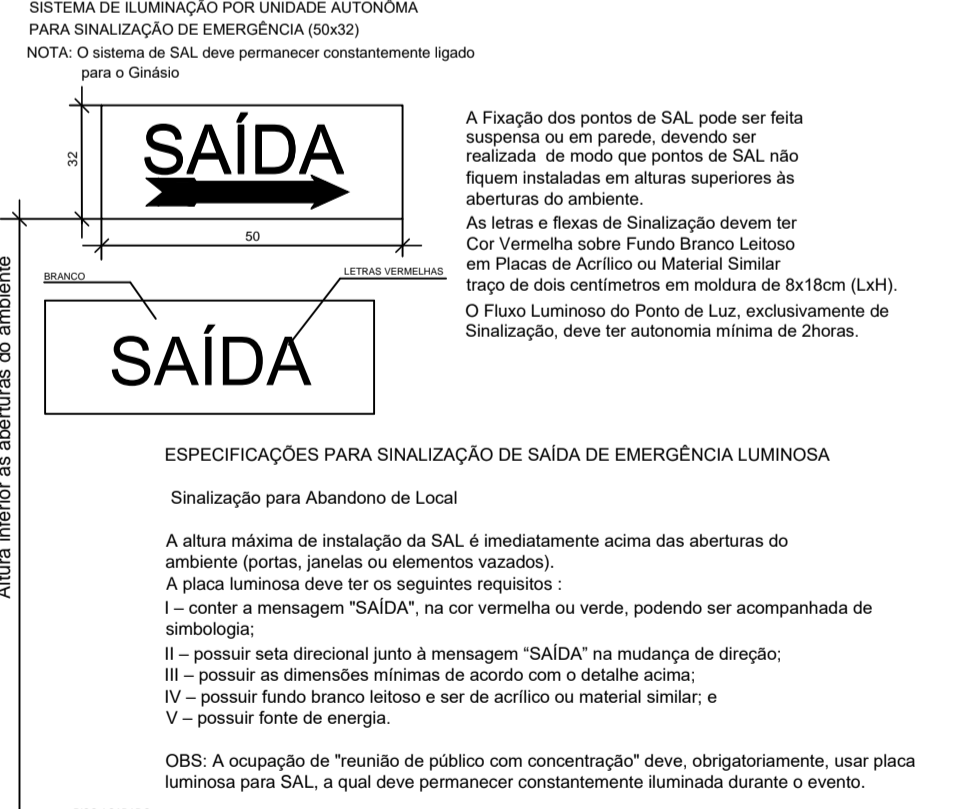 SISTEMA DE ILUMINAÇÃO POR UNIDADE AUTONÔMA
PARA SINALIZAÇÃO DE EMERGÊNCIA (50x32)
NOTA: O sistema de SAL deve permanecer constantemente ligado
para o Ginásio
SAÍDA
32
50
A Fixação dos pontos de SAL pode ser feita
suspensa ou em parede, devendo ser
realizada de modo que pontos de SAL não
fiquem instaladas em alturas superiores às
aberturas do ambiente.
As letras e flexas de Sinalização devem ter
Cor Vermelha sobre Fundo Branco Leitoso
em Placas de Acrílico ou Material Similar
traço de dois centímetros em moldura de 8x18cm (LxH).
O Fluxo Luminoso do Ponto de Luz, exclusivamente de
Sinalização, deve ter autonomia mínima de 2horas.
BRANCO
LETRAS VERMELHAS
SAÍDA
Altura inferior as aberturas do ambiente
ESPECIFICAÇÕES PARA SINALIZAÇÃO DE SAÍDA DE EMERGÊNCIA LUMINOSA
Sinalização para Abandono de Local
A altura máxima de instalação da SAL é imediatamente acima das aberturas do
ambiente (portas, janelas ou elementos vazados).
A placa luminosa deve ter os seguintes requisitos :
I – conter a mensagem "SAÍDA", na cor vermelha ou verde, podendo ser acompanhada de
simbologia;
II – possuir seta direcional junto à mensagem “SAÍDA” na mudança de direção;
III – possuir as dimensões mínimas de acordo com o detalhe acima;
IV – possuir fundo branco leitoso e ser de acrílico ou material similar; e
V – possuir fonte de energia.
OBS: A ocupação de "reunião de público com concentração" deve, obrigatoriamente, usar placa
luminosa para SAL, a qual deve permanecer constantemente iluminada durante o evento.